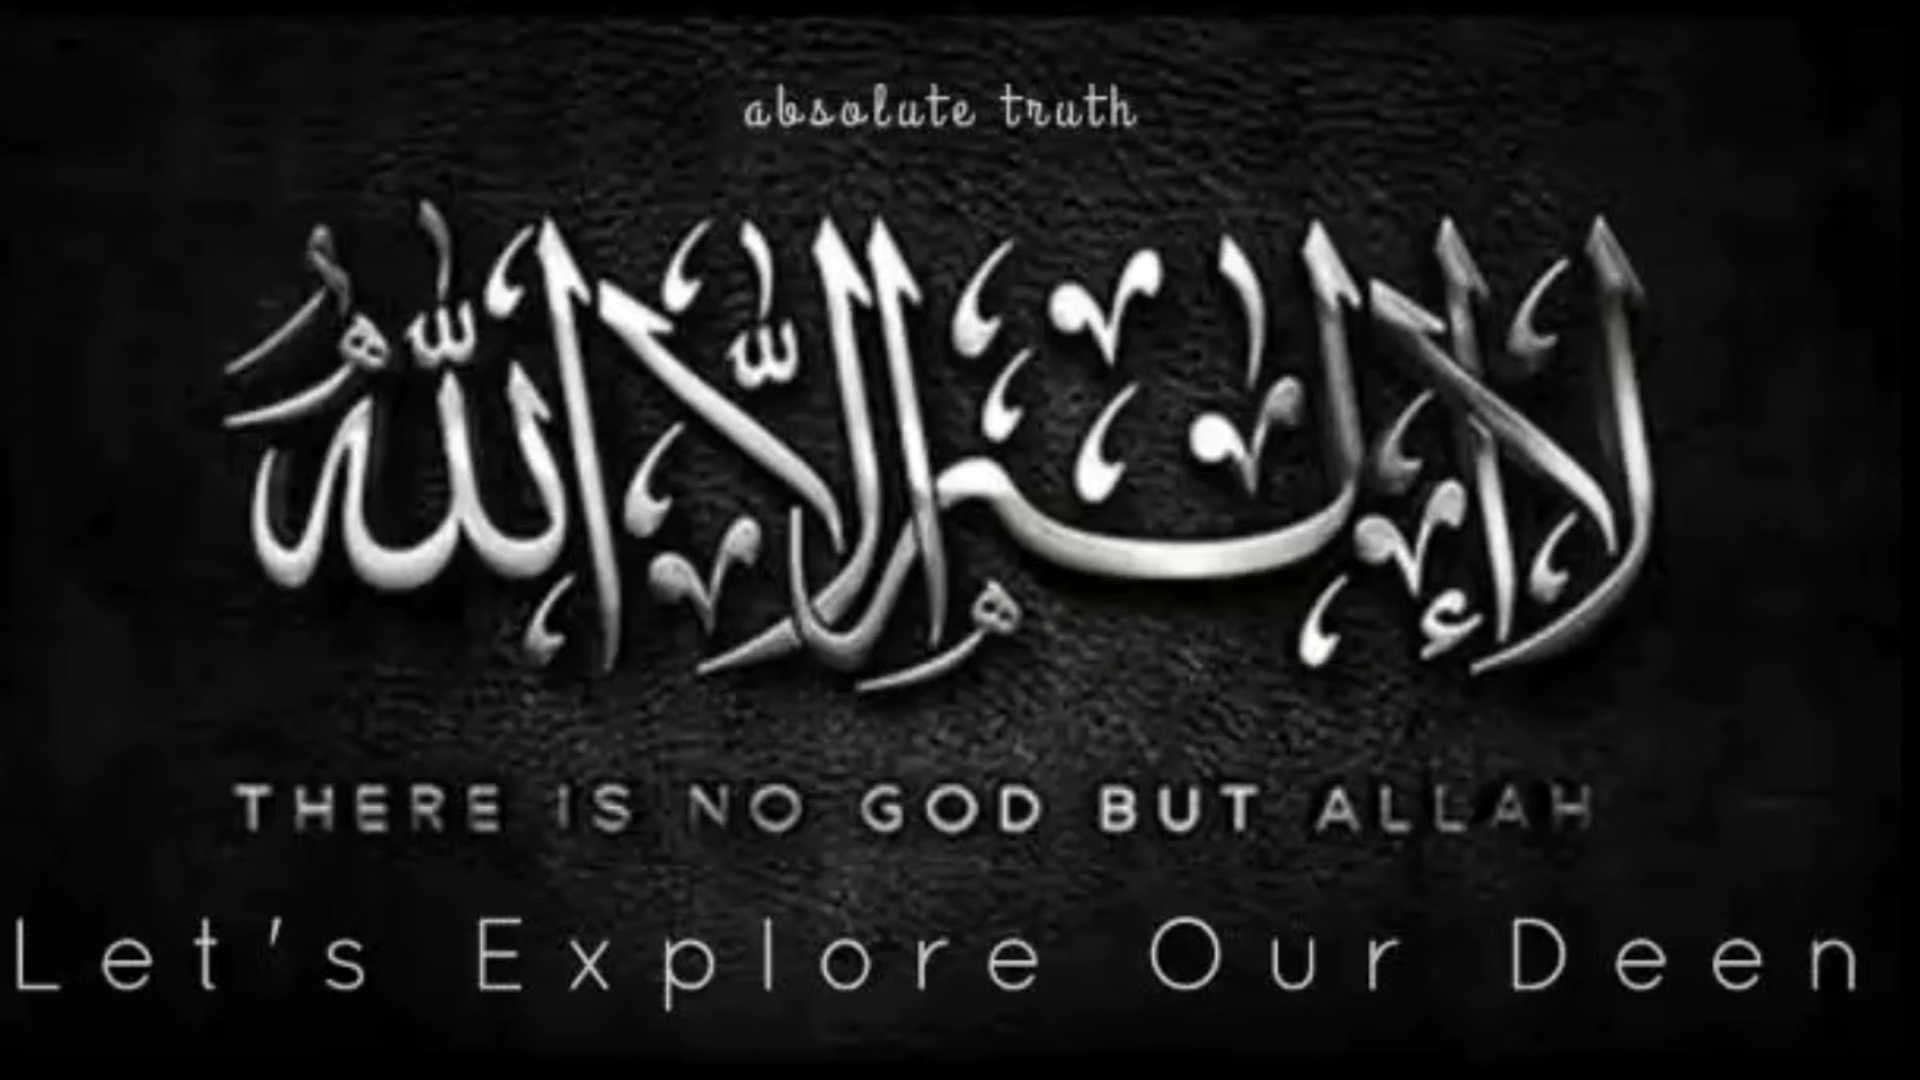 absolute truth
لا إله إلا الله
THERE IS NO GOD BUT ALLAH
Let's Explore Our Deen